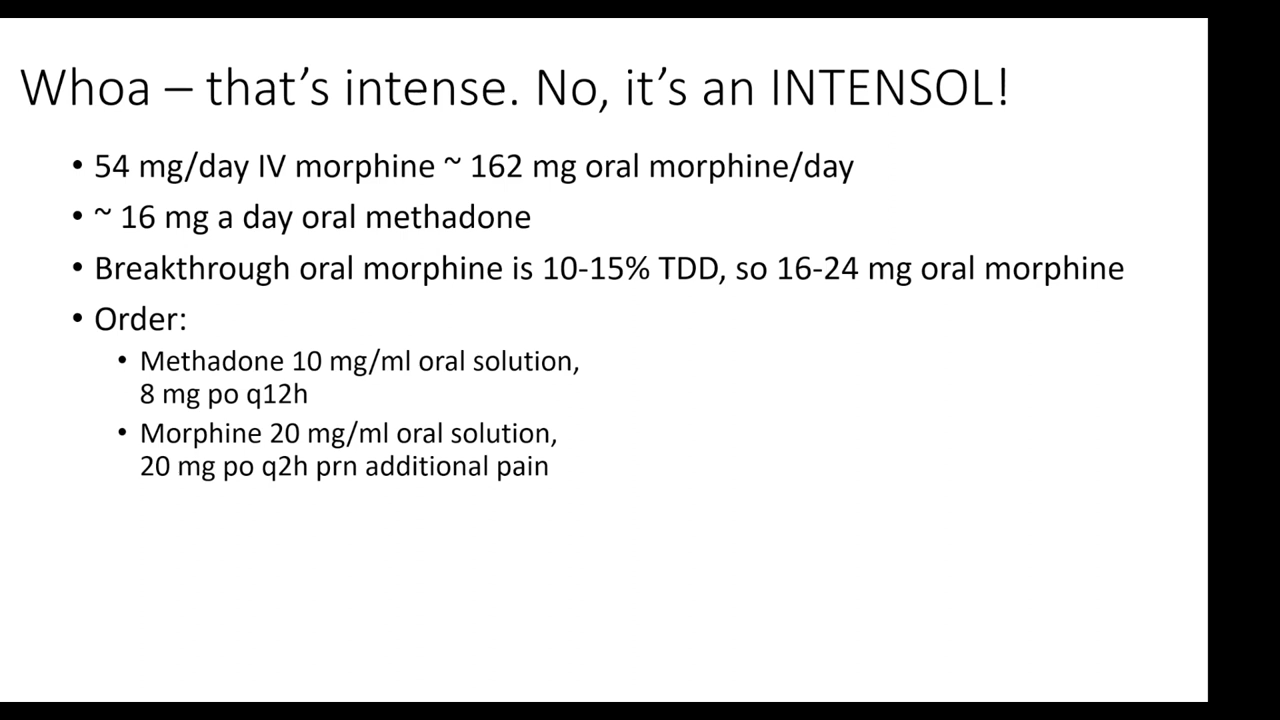 Whoa – that's intense. No, it's an INTENSOL!
• 54 mg/day IV morphine ~ 162 mg oral morphine/day
• ~ 16 mg a day oral methadone
• Breakthrough oral morphine is 10-15% TDD, so 16-24 mg oral morphine
• Order:
• Methadone 10 mg/ml oral solution,
8 mg po q12h
• Morphine 20 mg/ml oral solution,
20 mg po q2h prn additional pain